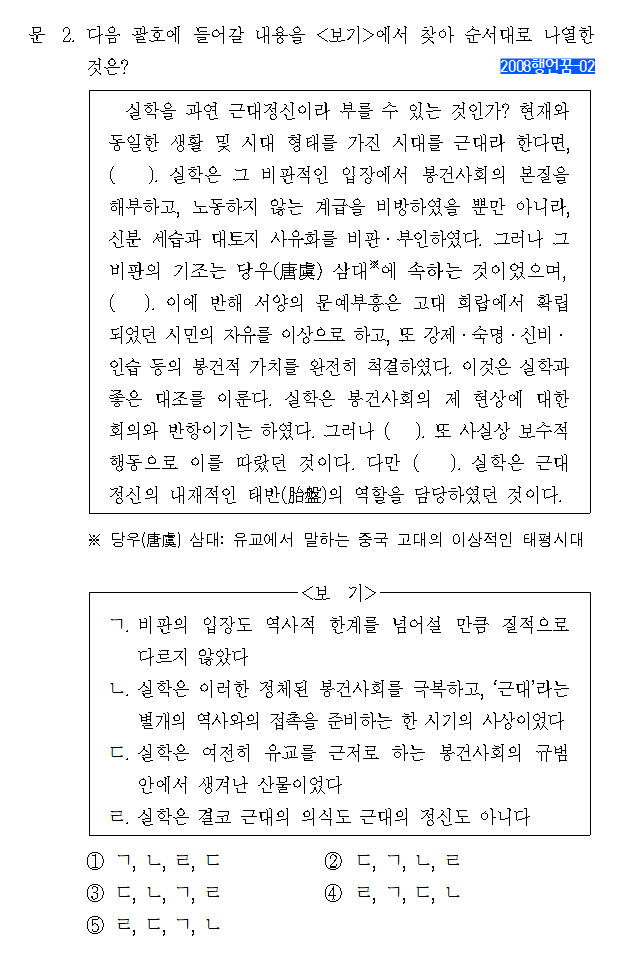 문 2. 다음 괄호에 들어갈 내용을 <보기>에서 찾아 순서대로 나열한
것은?
2008행언꿈-02
실학을 과연 근대정신이라 부를 수 있는 것인가? 현재와
동일한 생활 및 시대 형태를 가진 시대를 근대라 한다면,
(    ). 실학은 그 비판적인 입장에서 봉건사회의 본질을
해부하고, 노동하지 않는 계급을 비방하였을 뿐만 아니라,
신분 세습과 대토지 사유화를 비판·부인하였다. 그러나 그
비판의 기조는 당우(唐虞) 삼대※에 속하는 것이었으며,
(    ). 이에 반해 서양의 문예부흥은 고대 희랍에서 확립
되었던 시민의 자유를 이상으로 하고, 또 강제·숙명·신비·
인습 등의 봉건적 가치를 완전히 척결하였다. 이것은 실학과
좋은 대조를 이룬다. 실학은 봉건사회의 제 현상에 대한
회의와 반항이기는 하였다. 그러나 (    ). 또 사실상 보수적
행동으로 이를 따랐던 것이다. 다만 (    ). 실학은 근대
정신의 내재적인 태반(胎盤)의 역할을 담당하였던 것이다.
※ 당우(唐虞) 삼대: 유교에서 말하는 중국 고대의 이상적인 태평시대
<보 기>
ㄱ. 비판의 입장도 역사적 한계를 넘어설 만큼 질적으로
다르지 않았다
ㄴ. 실학은 이러한 정체된 봉건사회를 극복하고, ‘근대’라는
별개의 역사와의 접촉을 준비하는 한 시기의 사상이었다
ㄷ. 실학은 여전히 유교를 근저로 하는 봉건사회의 규범
안에서 생겨난 산물이었다
ㄹ. 실학은 결코 근대의 의식도 근대의 정신도 아니다
① ㄱ, ㄴ, ㄹ, ㄷ ② ㄷ, ㄱ, ㄴ, ㄹ
③ ㄷ, ㄴ, ㄱ, ㄹ ④ ㄹ, ㄱ, ㄷ, ㄴ
⑤ ㄹ, ㄷ, ㄱ, ㄴ